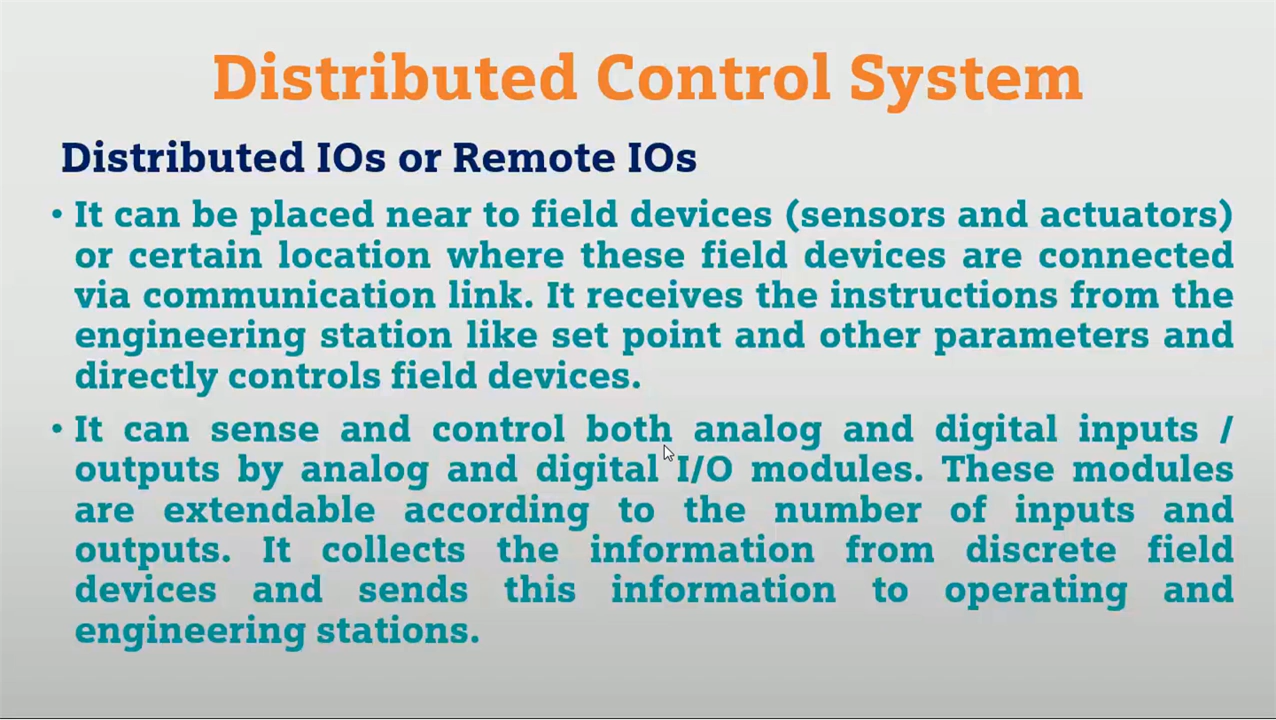 Distributed Control System
Distributed IOs or Remote IOs
• It can be placed near to field devices (sensors and actuators)
or certain location where these field devices are connected
via communication link. It receives the instructions from the
engineering station like set point and other parameters and
directly controls field devices.
• It can sense and control both analog and digital inputs /
outputs by analog and digital I/O modules. These modules
are extendable according to the number of inputs and
outputs. It collects the information from discrete field
devices and sends this information to operating and
engineering stations.